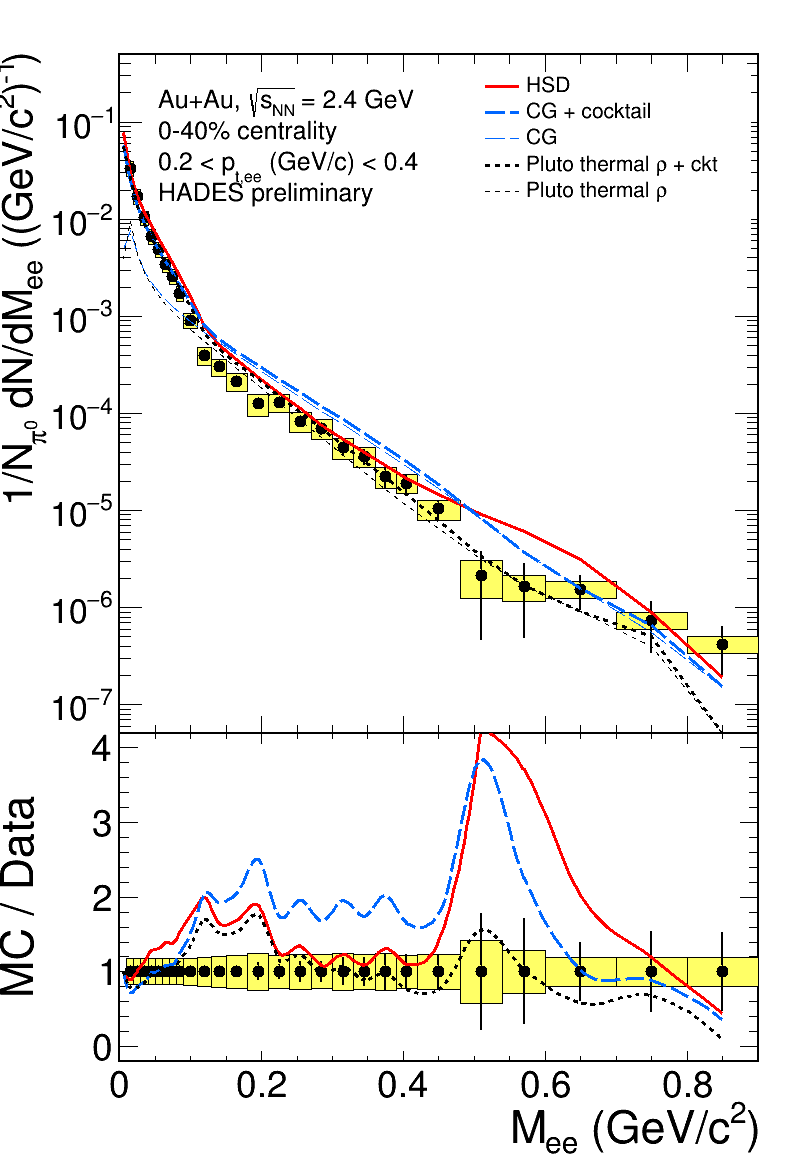 Au+Au, √s_NN = 2.4 GeV
0-40% centrality
0.2 < p_t,ee (GeV/c) < 0.4
HADES preliminary
HSD
CG + cocktail
CG
Pluto thermal ρ + ckt
Pluto thermal ρ
1/N_π⁰ dN/dM_ee ((GeV/c²)⁻¹)
10⁻¹
10⁻²
10⁻³
10⁻⁴
10⁻⁵
10⁻⁶
10⁻⁷
MC / Data
4
3
2
1
0
0 0.2 0.4 0.6 0.8
M_ee (GeV/c²)